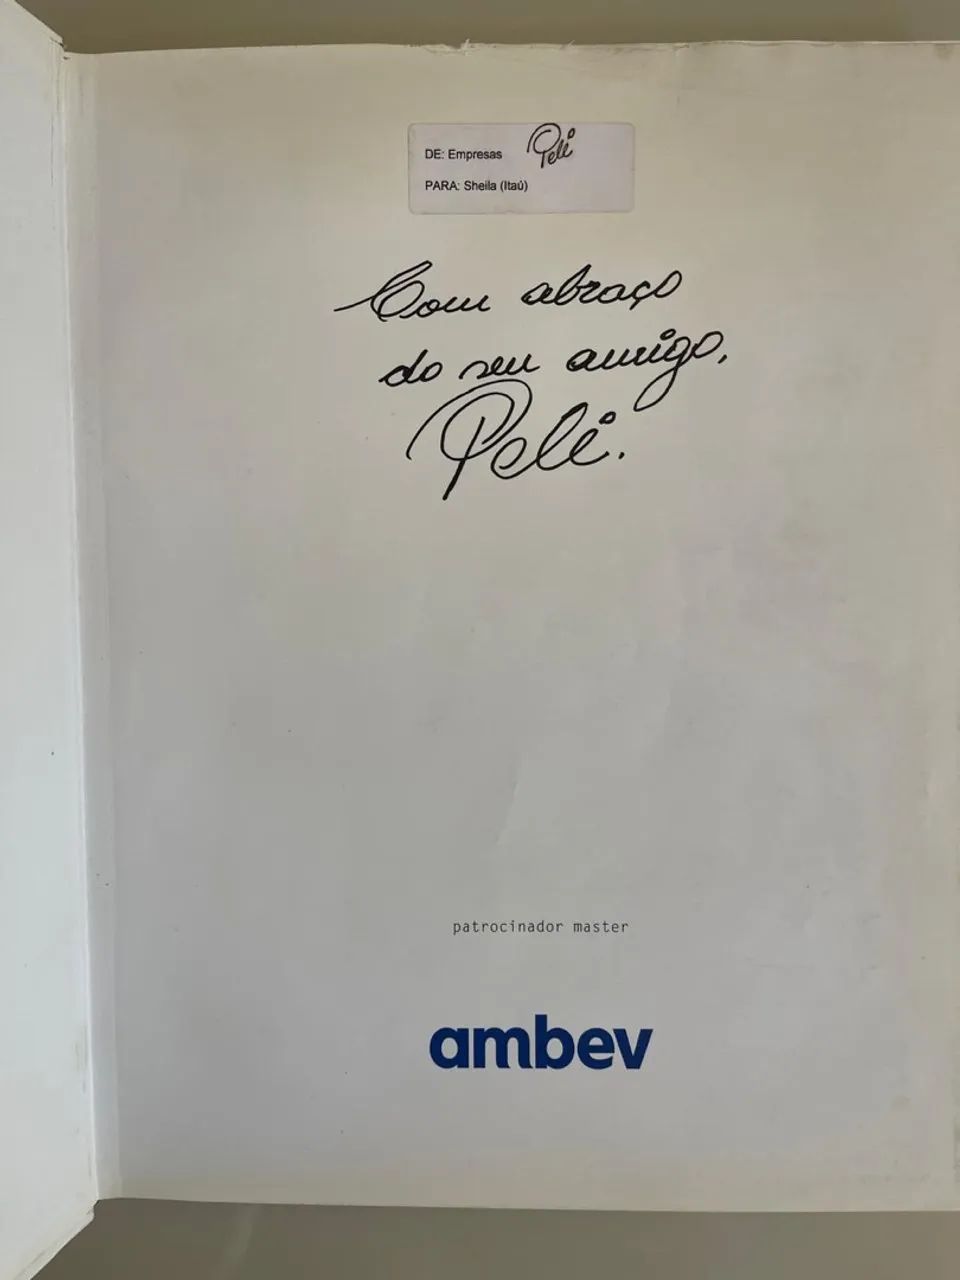 DE: Empresas Pelé
PARA: Sheila (Itaú)
Com abraço
do seu amigo,
Pelé.
patrocinador master
ambev